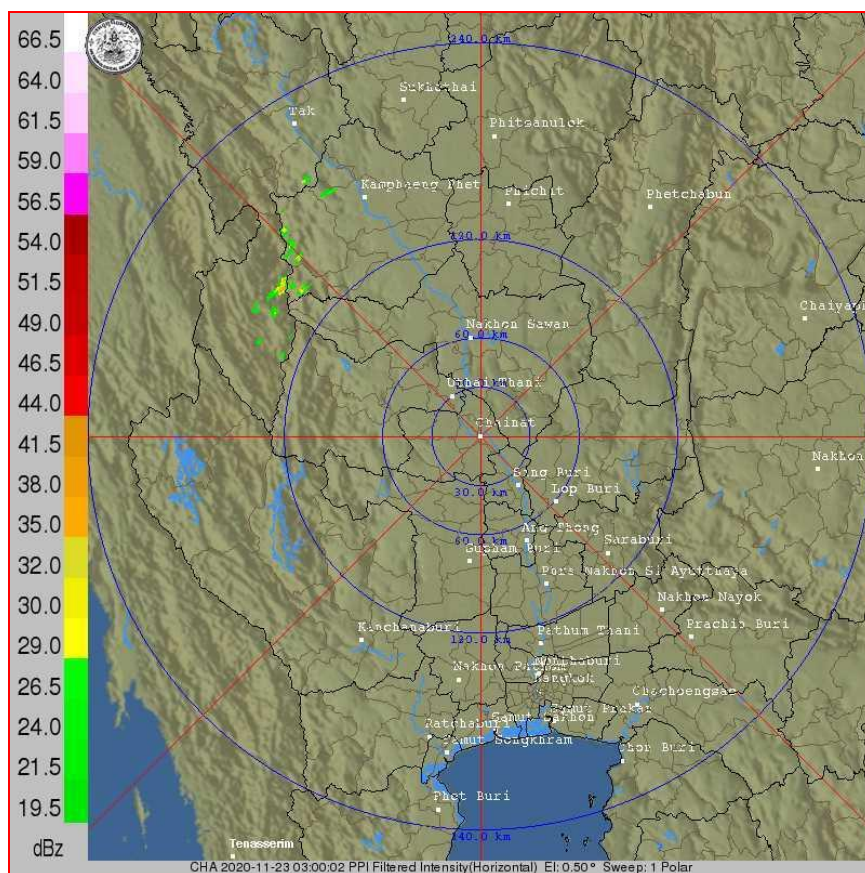 66.5
64.0
61.5
59.0
56.5
54.0
51.5
49.0
46.5
44.0
41.5
38.0
35.0
32.0
30.0
29.0
26.5
24.0
21.5
19.5
dBz
240.0 km
Sukhothai
Tak
Phitsanulok
Kamphaeng Phet
Phichit
Phetchabun
120.0 km
Chaiyaph
Nakhon Sawan
60.0 km
Uthai Thani
Chainat
Nakhon
Sing Buri
30.0 km
Lop Buri
Ang Thong
60.0 km
Suphan Buri
Saraburi
Pora Nakhon Si Ayutthaya
Nakhon Nayok
Kanchanaburi
120.0 km
Pathum Thani
Prachin Buri
Nakhon Pathom
Nonthaburi
Bangkok
Chachoengsao
Samut Prakan
Samut Sakhon
Ratchaburi
Samut Songkhram
Chon Buri
Phet Buri
240.0 km
Tenasserim
CHA 2020-11-23 03:00:02 PPI Filtered Intensity(Horizontal) El: 0.50° Sweep: 1 Polar